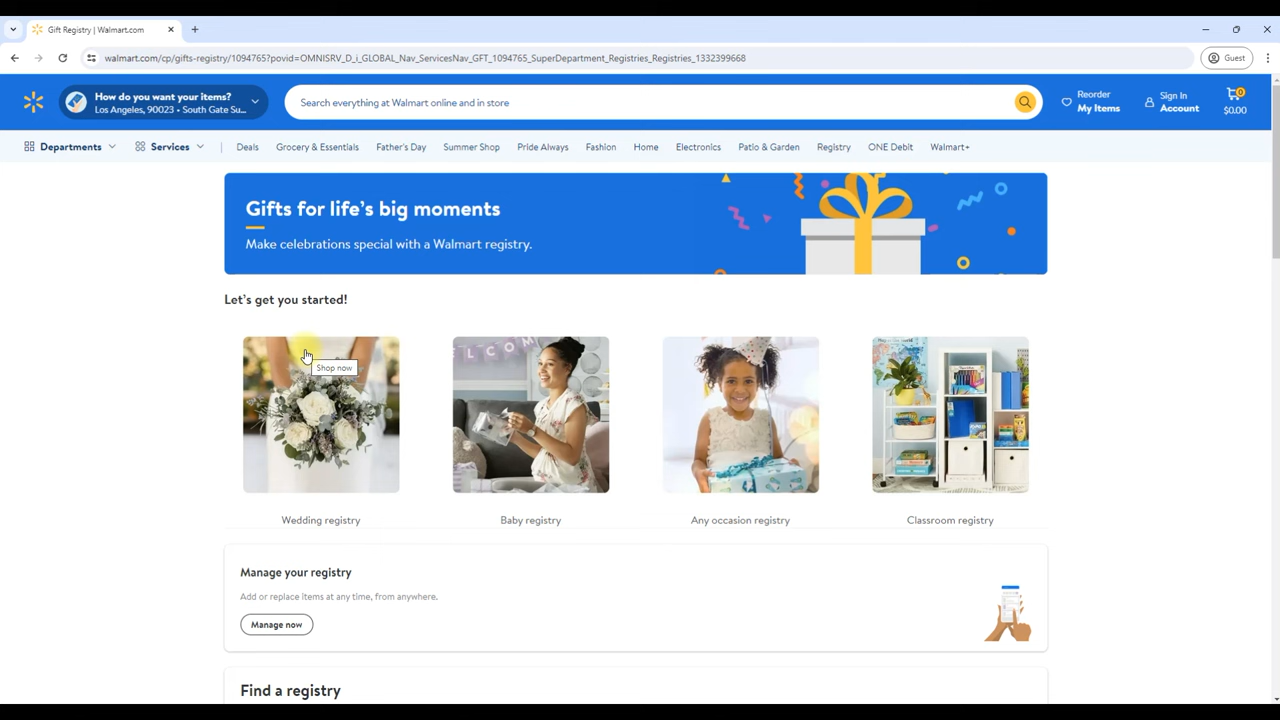 Gift Registry | Walmart.com
walmart.com/cp/gifts-registry/1094765?povid=OMNISRV_D_i_GLOBAL_Nav_ServicesNav_GFT_1094765_SuperDepartment_Registries_Registries_1332399668
Guest
How do you want your items?
Los Angeles, 90023 • South Gate Su...
Search everything at Walmart online and in store
Reorder
My Items
Sign In
Account
0
$0.00
Departments
Services
Deals
Grocery & Essentials
Father's Day
Summer Shop
Pride Always
Fashion
Home
Electronics
Patio & Garden
Registry
ONE Debit
Walmart+
Gifts for life's big moments
Make celebrations special with a Walmart registry.
Let's get you started!
Shop now
Wedding registry
Baby registry
Any occasion registry
Classroom registry
Manage your registry
Add or replace items at any time, from anywhere.
Manage now
Find a registry